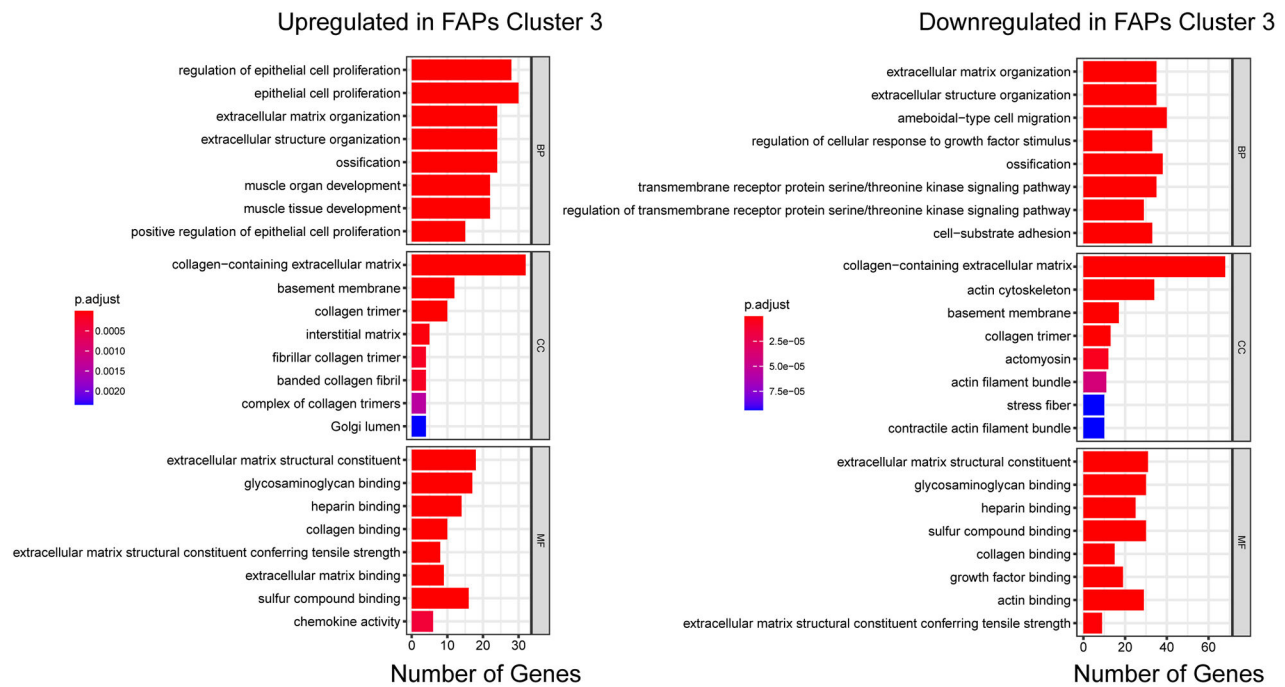 Upregulated in FAPs Cluster 3
regulation of epithelial cell proliferation
epithelial cell proliferation
extracellular matrix organization
extracellular structure organization
ossification
muscle organ development
muscle tissue development
positive regulation of epithelial cell proliferation
BP
collagen−containing extracellular matrix
basement membrane
collagen trimer
interstitial matrix
fibrillar collagen trimer
banded collagen fibril
complex of collagen trimers
Golgi lumen
CC
extracellular matrix structural constituent
glycosaminoglycan binding
heparin binding
collagen binding
extracellular matrix structural constituent conferring tensile strength
extracellular matrix binding
sulfur compound binding
chemokine activity
MF
0 10 20 30
Number of Genes
p.adjust
0.0005
0.0010
0.0015
0.0020
Downregulated in FAPs Cluster 3
extracellular matrix organization
extracellular structure organization
ameboidal−type cell migration
regulation of cellular response to growth factor stimulus
ossification
transmembrane receptor protein serine/threonine kinase signaling pathway
regulation of transmembrane receptor protein serine/threonine kinase signaling pathway
cell−substrate adhesion
BP
collagen−containing extracellular matrix
actin cytoskeleton
basement membrane
collagen trimer
actomyosin
actin filament bundle
stress fiber
contractile actin filament bundle
CC
extracellular matrix structural constituent
glycosaminoglycan binding
heparin binding
sulfur compound binding
collagen binding
growth factor binding
actin binding
extracellular matrix structural constituent conferring tensile strength
MF
0 20 40 60
Number of Genes
p.adjust
2.5e−05
5.0e−05
7.5e−05